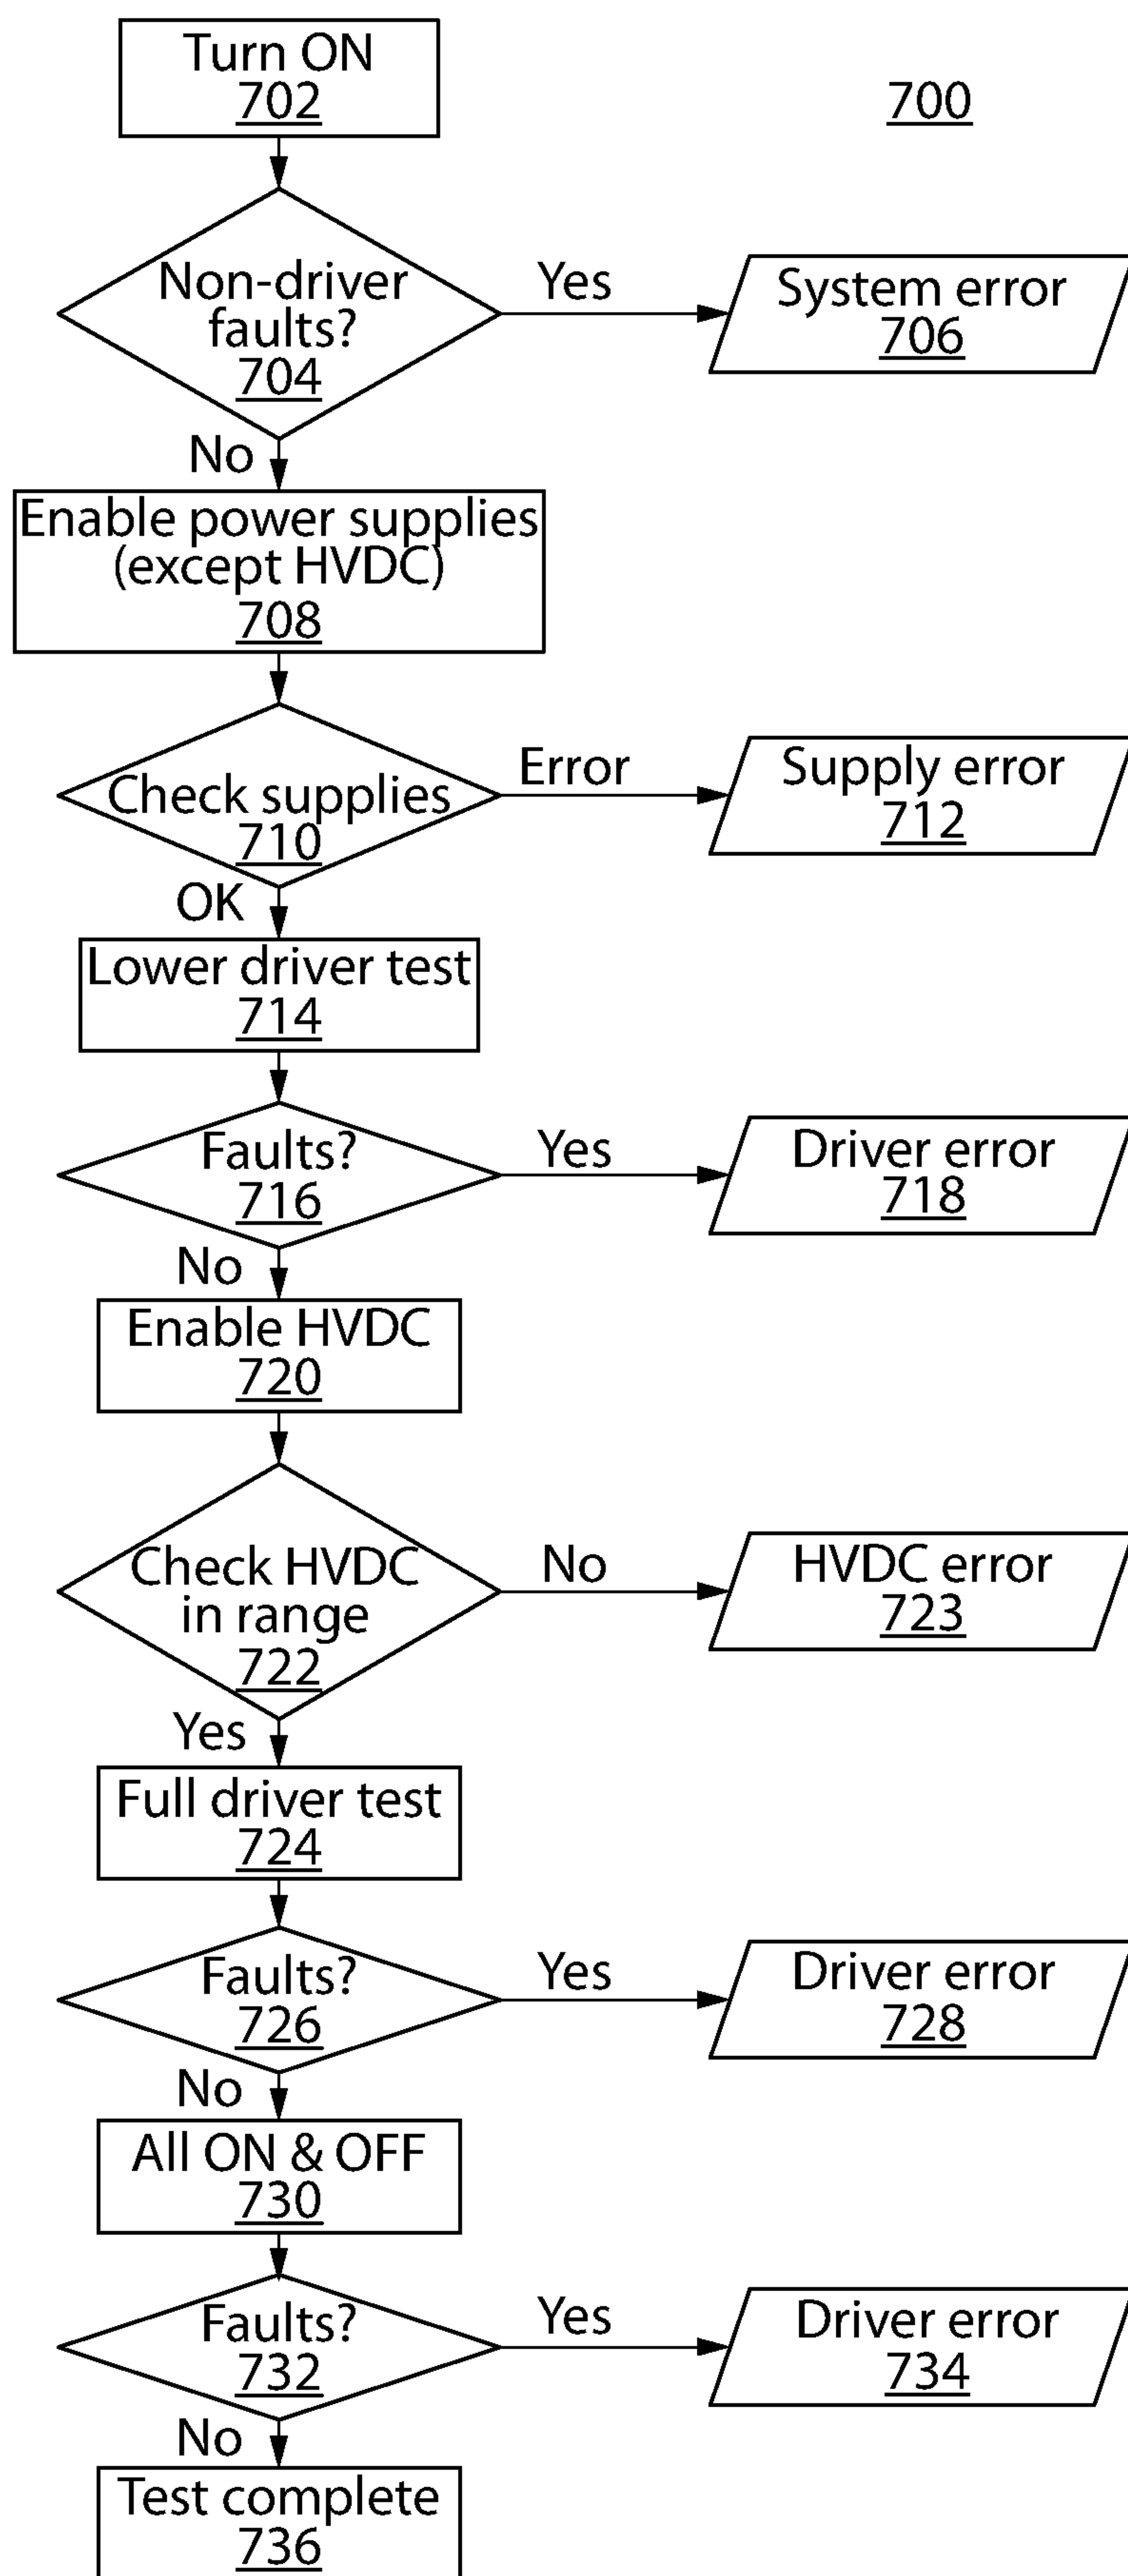 Turn ON
702
700
Non-driver
faults?
704
Yes
System error
706
No
Enable power supplies
(except HVDC)
708
Check supplies
710
Error
Supply error
712
OK
Lower driver test
714
Faults?
716
Yes
Driver error
718
No
Enable HVDC
720
Check HVDC
in range
722
No
HVDC error
723
Yes
Full driver test
724
Faults?
726
Yes
Driver error
728
No
All ON & OFF
730
Faults?
732
Yes
Driver error
734
No
Test complete
736